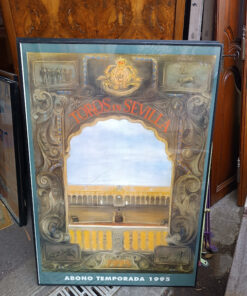 TOROS EN SEVILLA
ABONO TEMPORADA 1995